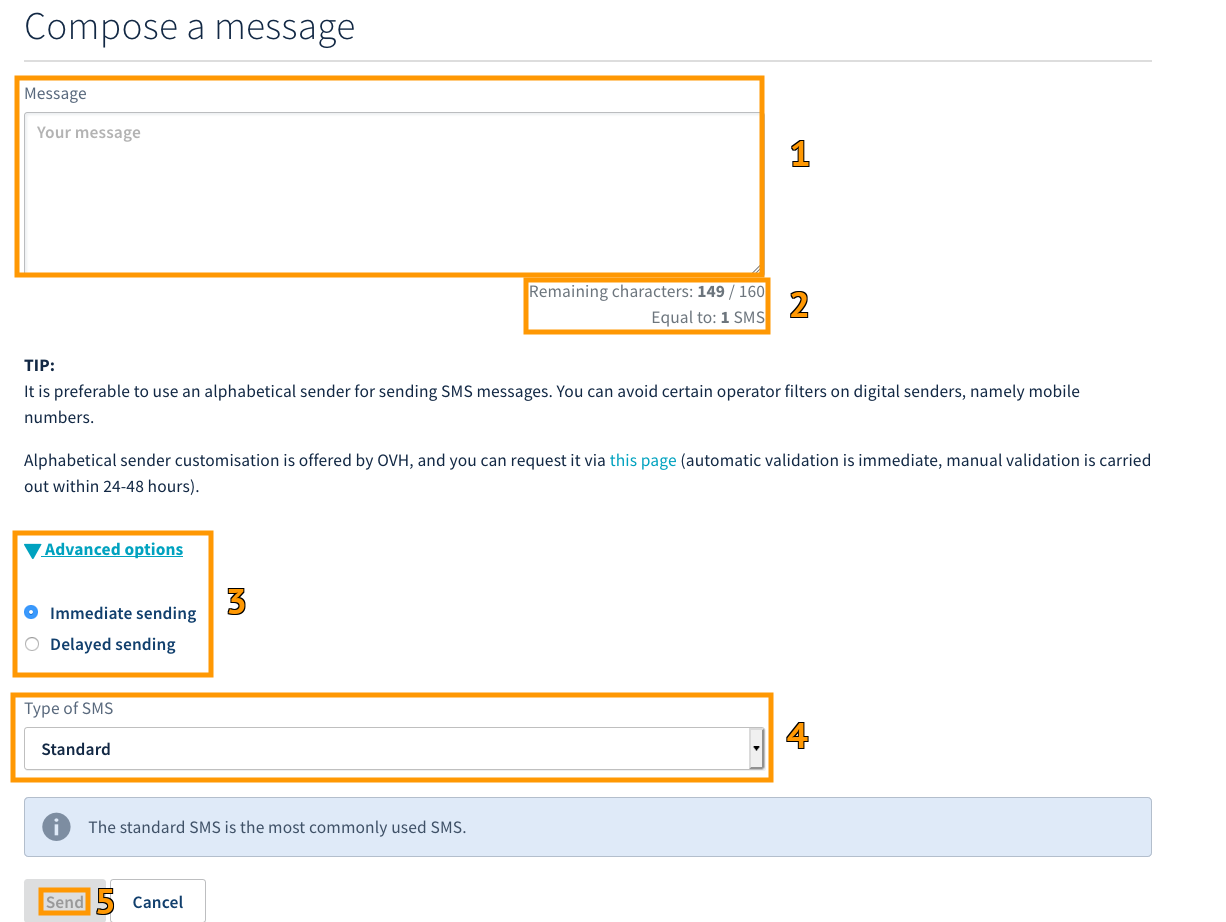 Compose a message
Message
Your message
1
Remaining characters: 149 / 160
Equal to: 1 SMS
2
TIP:
It is preferable to use an alphabetical sender for sending SMS messages. You can avoid certain operator filters on digital senders, namely mobile
numbers.
Alphabetical sender customisation is offered by OVH, and you can request it via this page (automatic validation is immediate, manual validation is carried
out within 24-48 hours).
Advanced options
Immediate sending
3
Delayed sending
Type of SMS
Standard
4
The standard SMS is the most commonly used SMS.
Send 5 Cancel